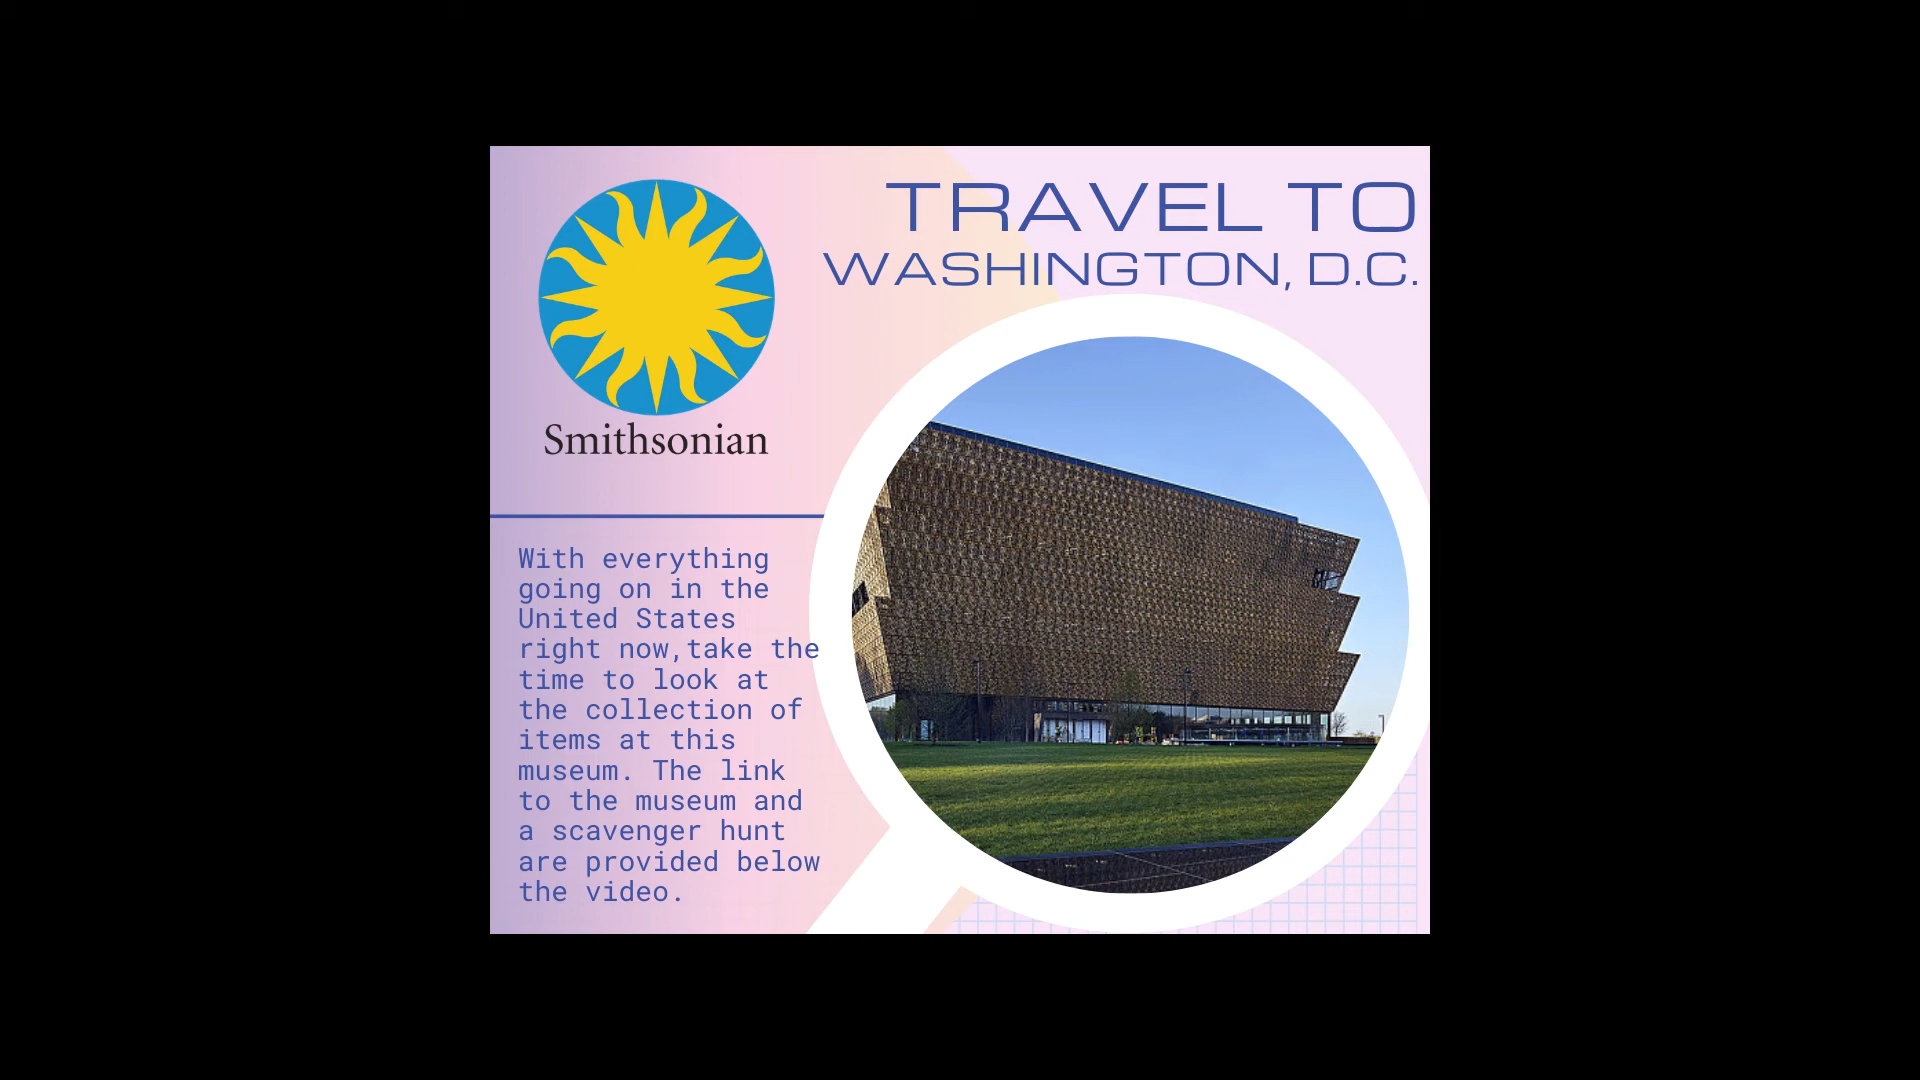 TRAVEL TO
WASHINGTON, D.C.
Smithsonian
With everything
going on in the
United States
right now,take the
time to look at
the collection of
items at this
museum. The link
to the museum and
a scavenger hunt
are provided below
the video.